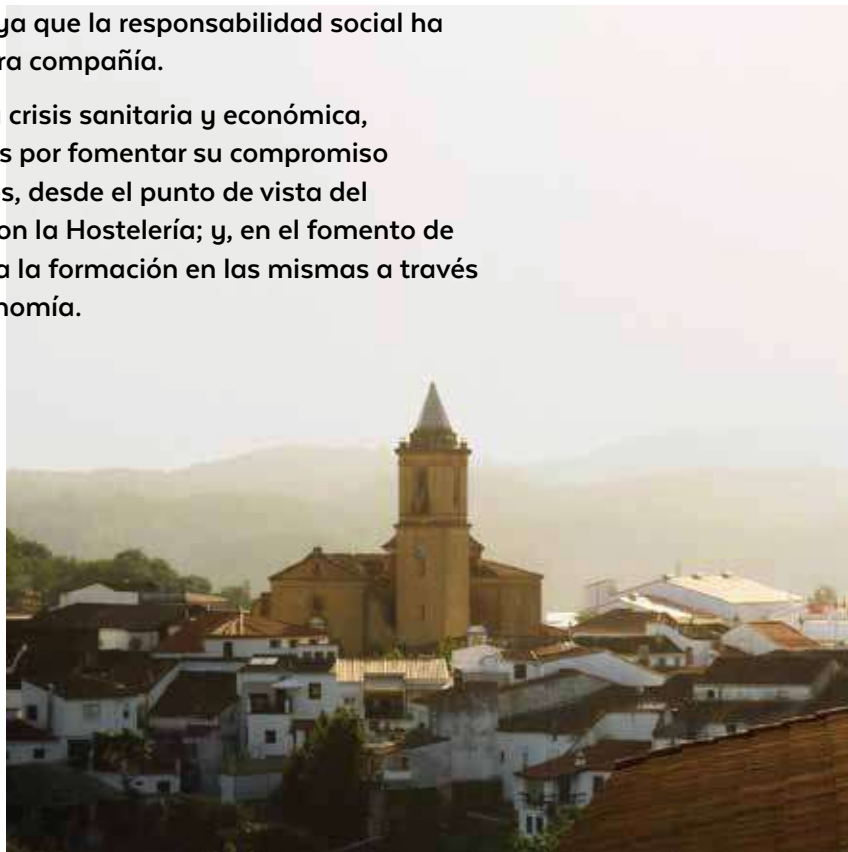 ya que la responsabilidad social ha
ra compañía.
crisis sanitaria y económica,
s por fomentar su compromiso
s, desde el punto de vista del
on la Hostelería; y, en el fomento de
a la formación en las mismas a través
nomía.